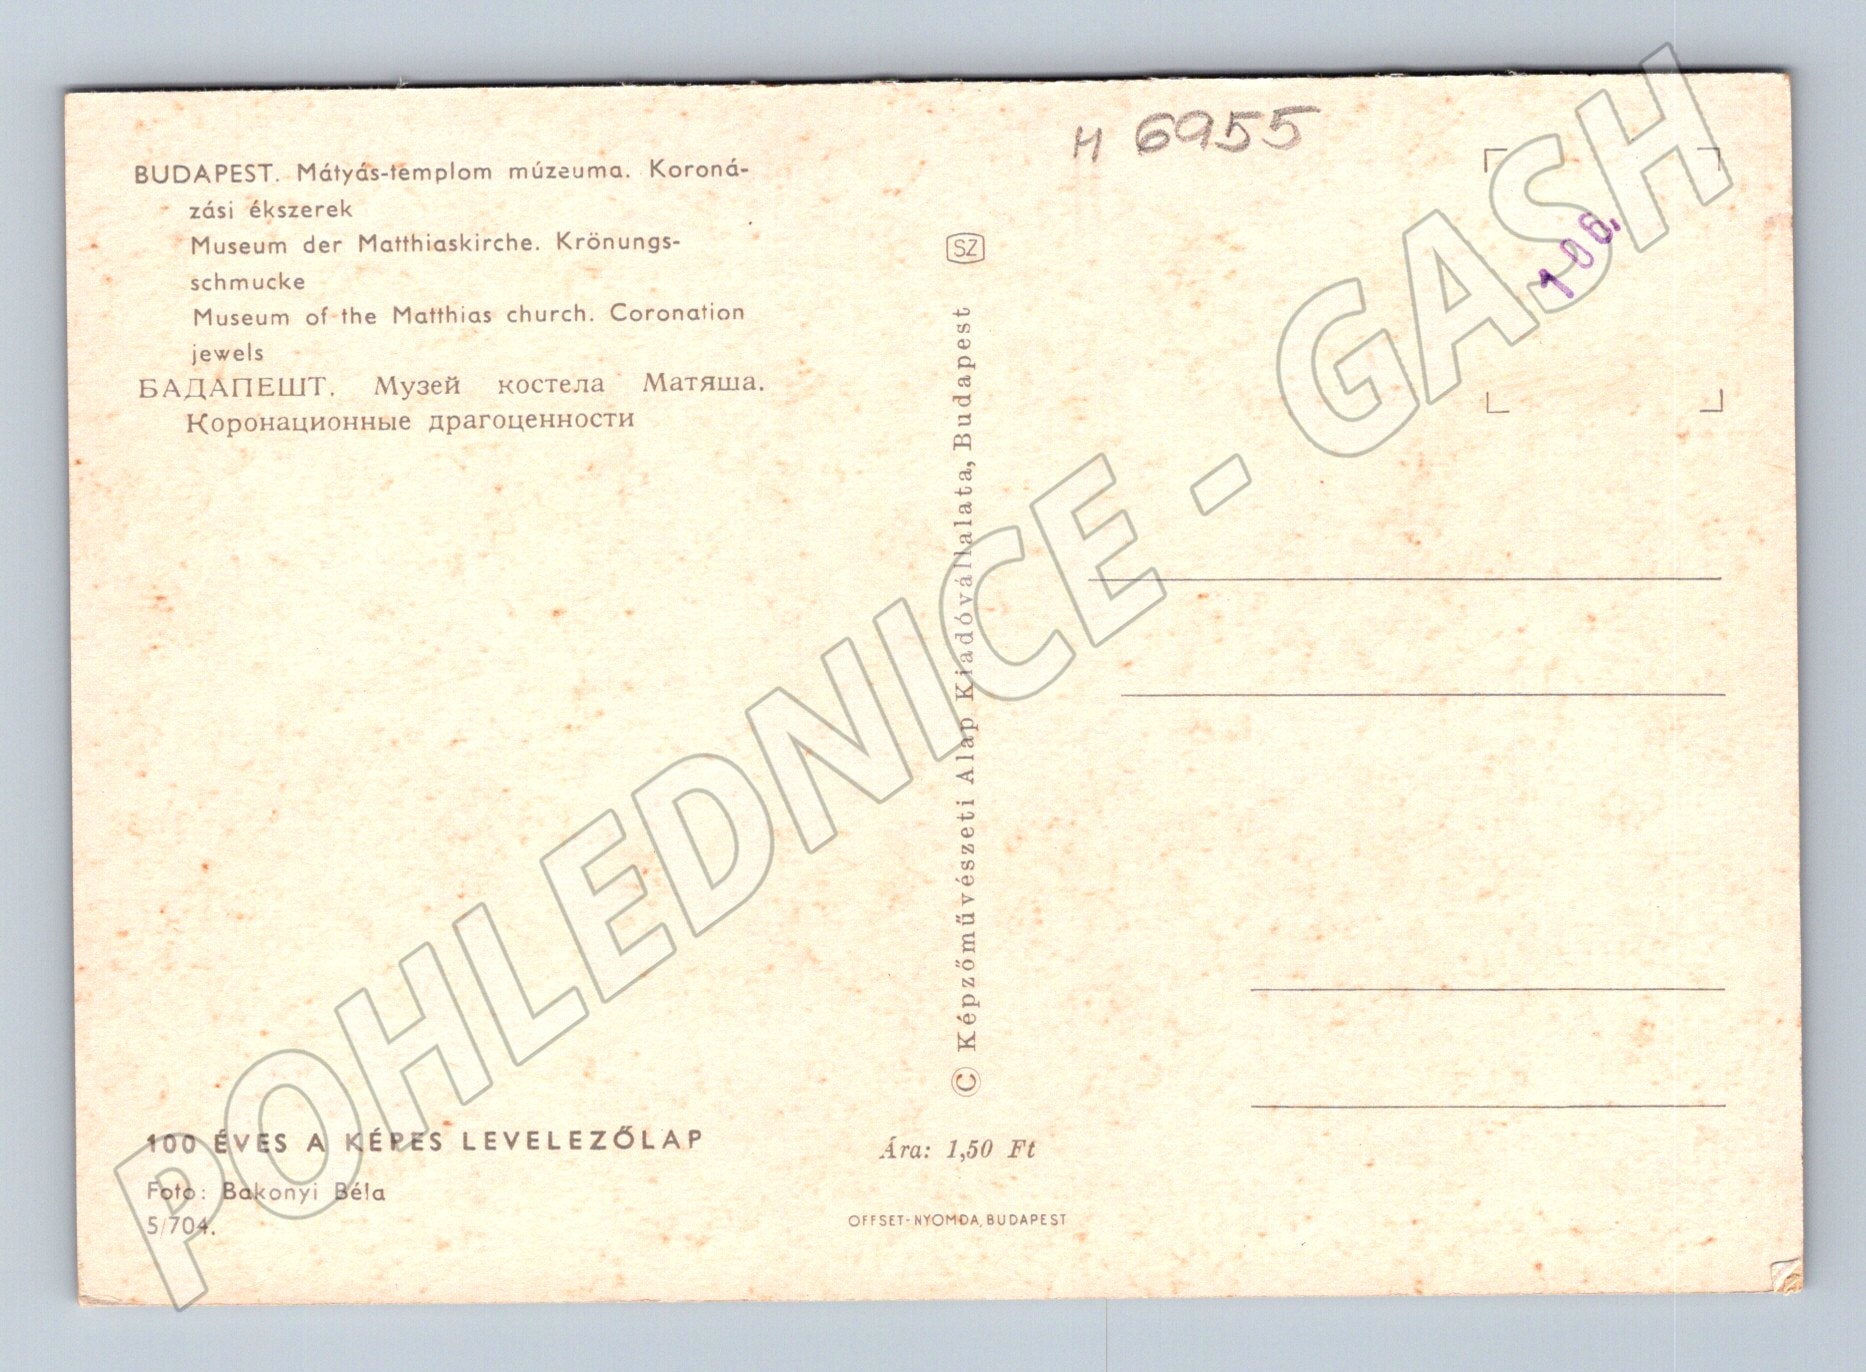 м 6955
BUDAPEST. Mátyás-templom múzeuma. Koroná-
zási ékszerek
Museum der Matthiaskirche. Krönungs-
schmucke
Museum of the Matthias church. Coronation
jewels
БАДАПЕШТ. Музей костела Матяша.
Коронационные драгоценности
SZ
1 06.
© Képzőművészeti Alap Kiadóvállalata, Budapest
POHLEDNICE - GASH
100 ÉVES A KÉPES LEVELEZŐLAP
Foto: Bakonyi Béla
S/704.
Ára: 1,50 Ft
OFFSET-NYOMDA, BUDAPEST